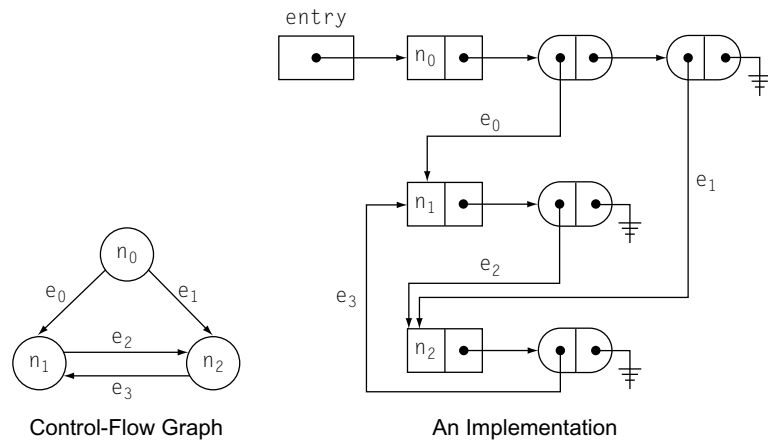 entry
n₀
e₀
e₁
n₁
e₂
e₃
n₂
n₀
e₀
e₁
n₁
e₂
n₂
e₃
Control-Flow Graph
An Implementation